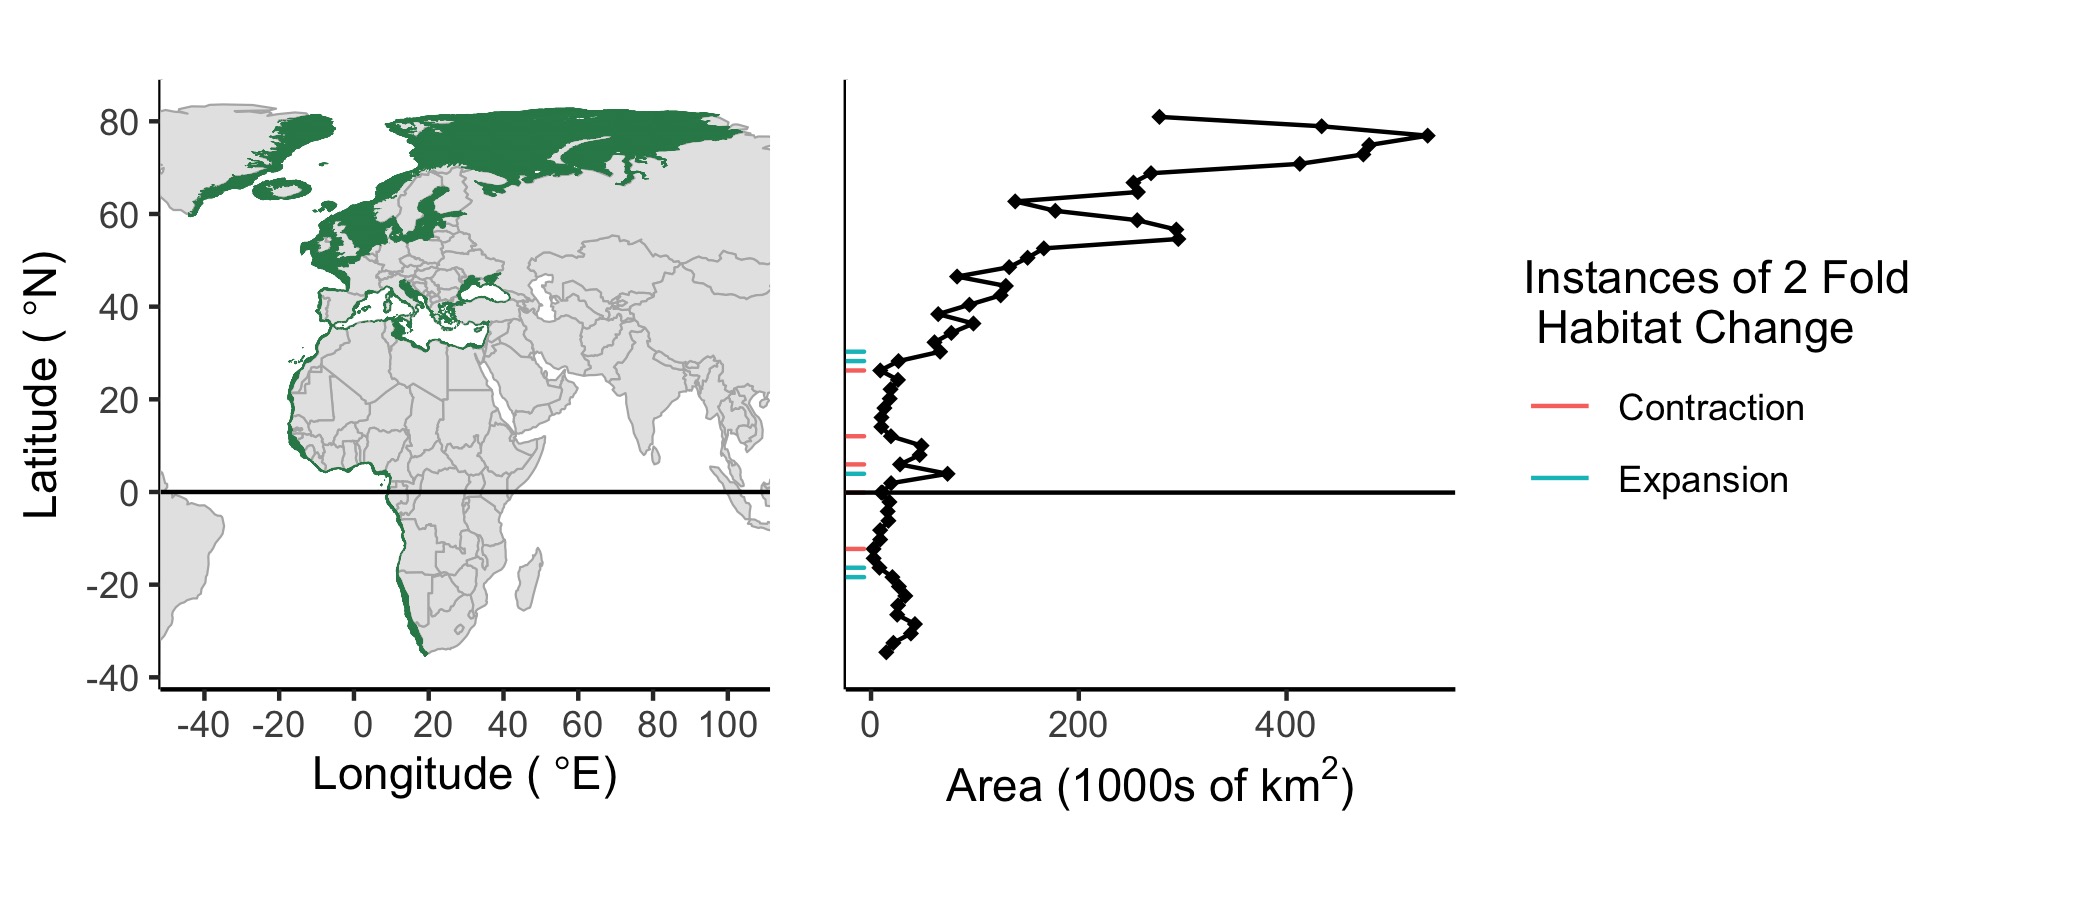 80
60
40
20
0
-20
-40
Latitude ( °N)
-40 -20 0 20 40 60 80 100
Longitude ( °E)
0 200 400
Area (1000s of km²)
Instances of 2 Fold
Habitat Change
Contraction
Expansion